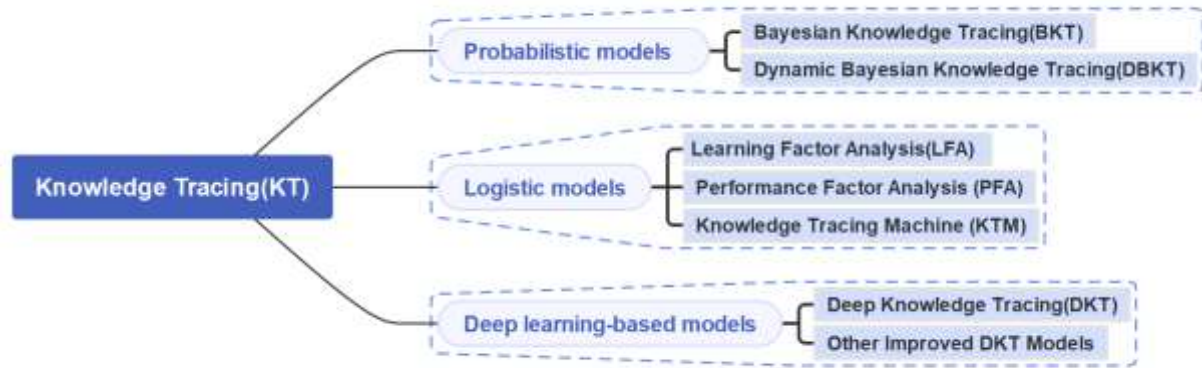 Knowledge Tracing(KT)
Probabilistic models
Bayesian Knowledge Tracing(BKT)
Dynamic Bayesian Knowledge Tracing(DBKT)
Logistic models
Learning Factor Analysis(LFA)
Performance Factor Analysis (PFA)
Knowledge Tracing Machine (KTM)
Deep learning-based models
Deep Knowledge Tracing(DKT)
Other Improved DKT Models